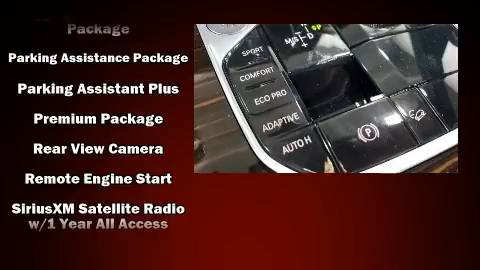 Package
Parking Assistance Package
Parking Assistant Plus
Premium Package
Rear View Camera
Remote Engine Start
SiriusXM Satellite Radio
w/1 Year All Access
SPORT
COMFORT
ECO PRO
ADAPTIVE
AUTO H
M/S
P